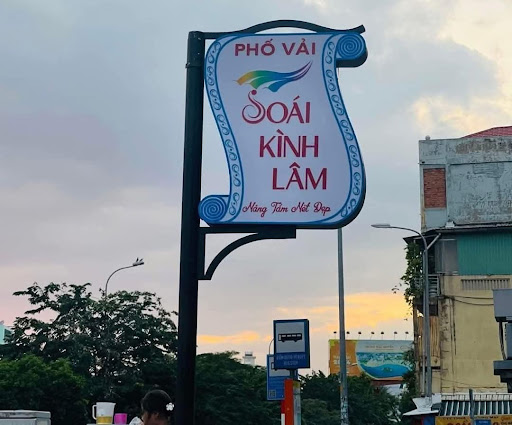 PHỐ VẢI
SOÁI
KÌNH
LÂM
Nâng Tầm Nét Đẹp